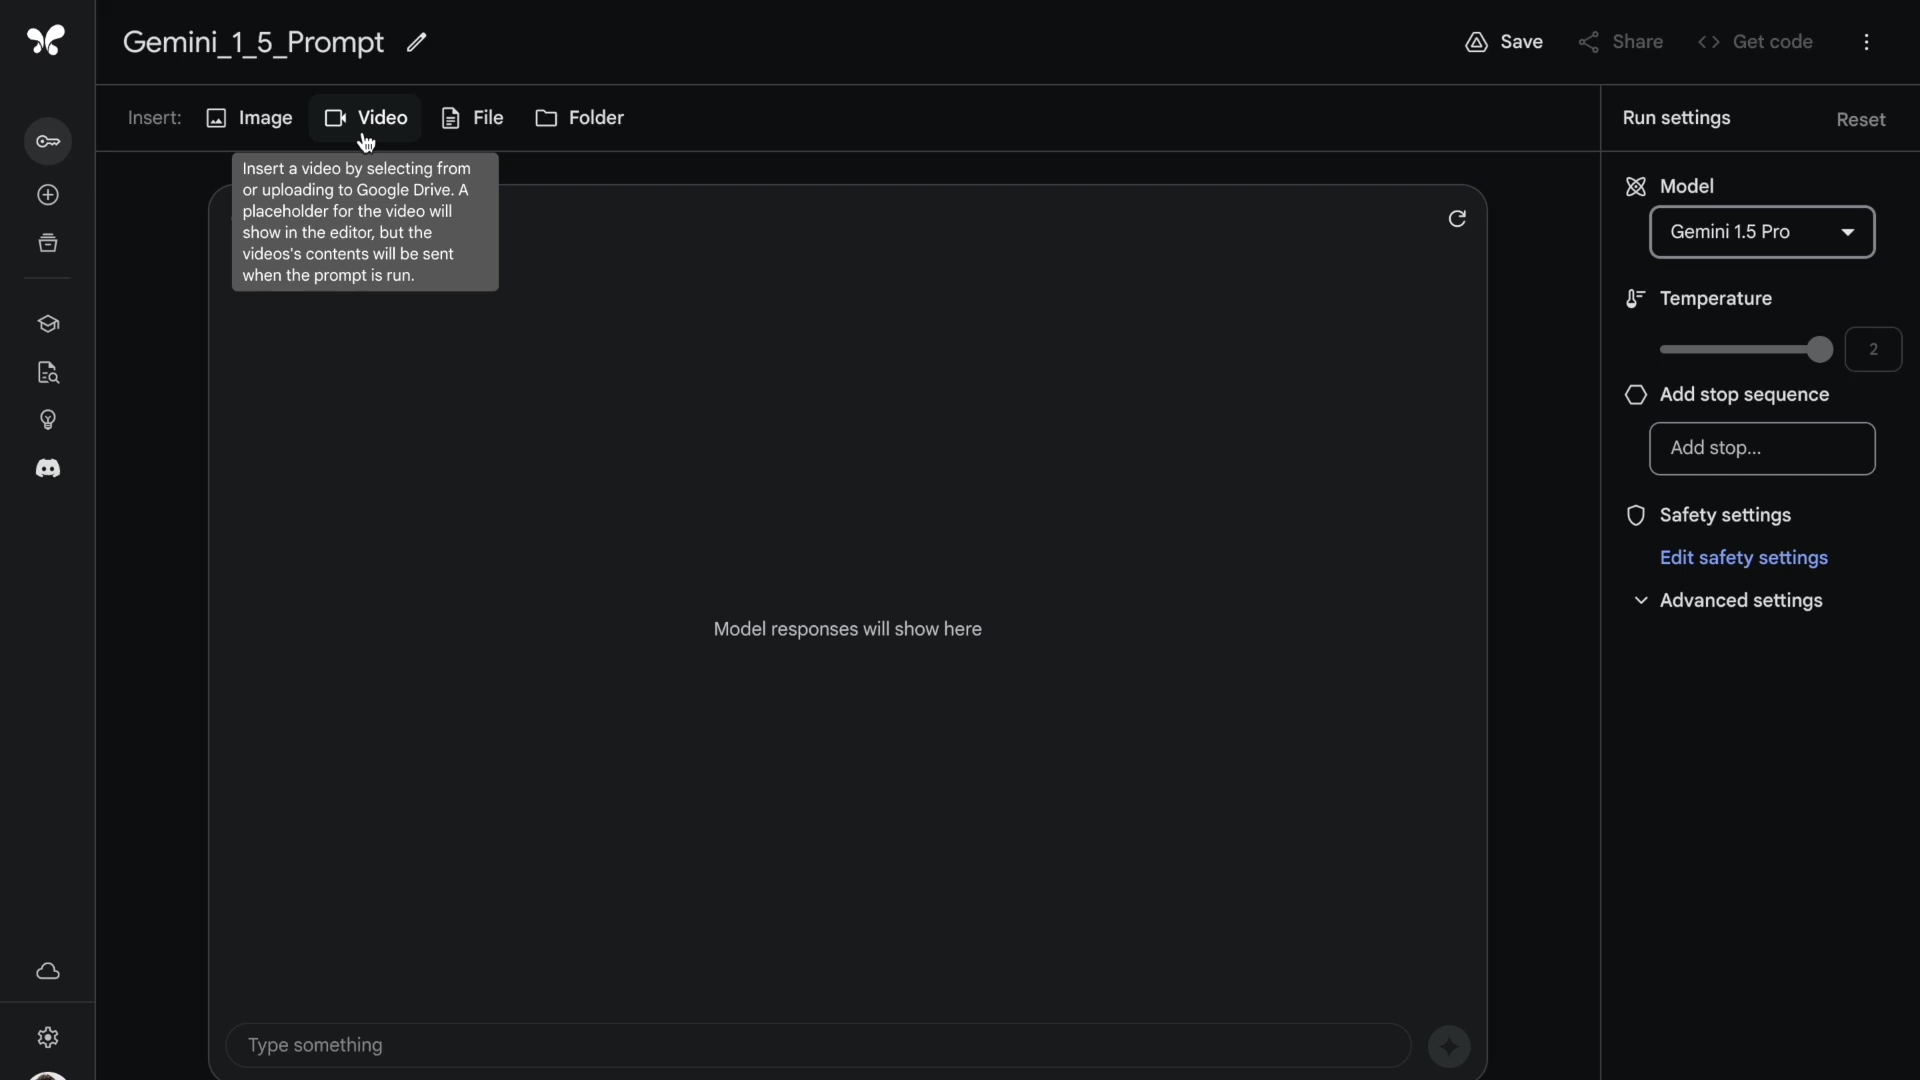 Gemini_1_5_Prompt
Save
Share
Get code
Insert:
Image
Video
File
Folder
Run settings
Reset
Insert a video by selecting from
or uploading to Google Drive. A
placeholder for the video will
show in the editor, but the
videos's contents will be sent
when the prompt is run.
Model
Gemini 1.5 Pro
Temperature
2
Add stop sequence
Add stop...
Safety settings
Edit safety settings
Advanced settings
Model responses will show here
Type something